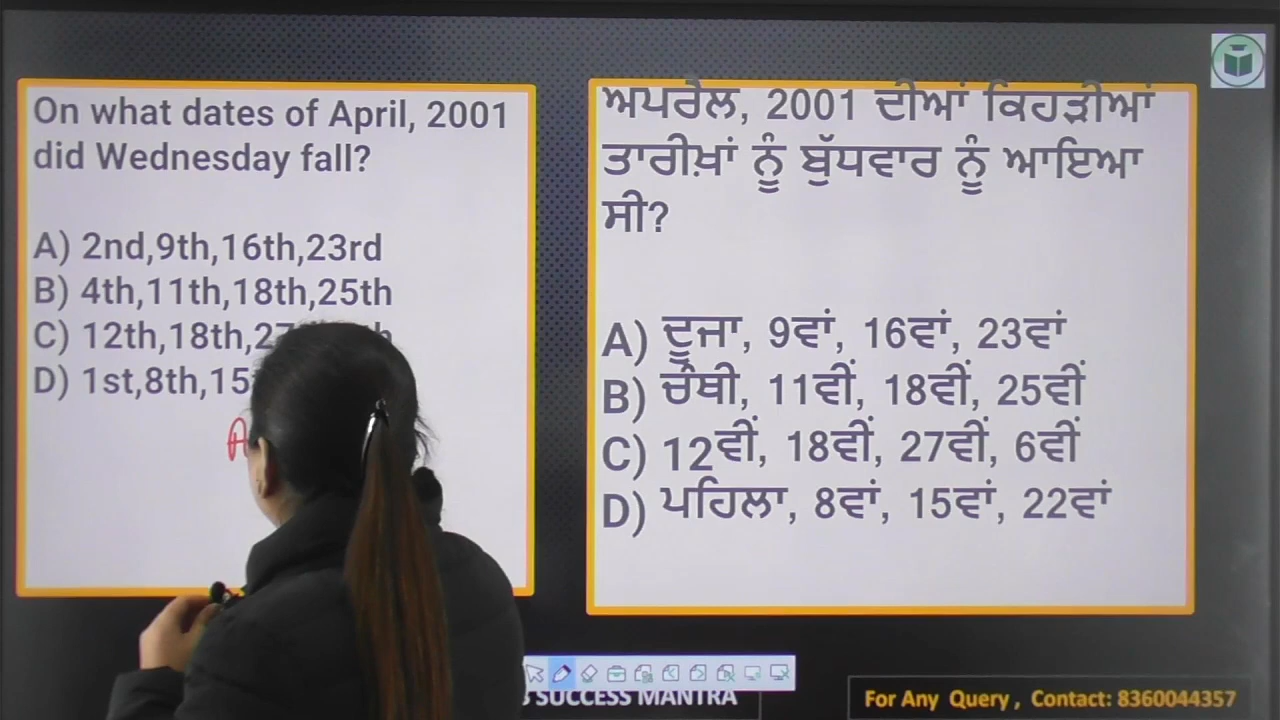 On what dates of April, 2001
did Wednesday fall?
A) 2nd,9th,16th,23rd
B) 4th,11th,18th,25th
C) 12th,18th,
D) 1st,8th,
ਅਪਰੈਲ, 2001 ਦੀਆਂ ਕਿਹੜੀਆਂ
ਤਾਰੀਖ਼ਾਂ ਨੂੰ ਬੁੱਧਵਾਰ ਨੂੰ ਆਇਆ
ਸੀ?
A) ਦੂਜਾ, 9ਵਾਂ, 16ਵਾਂ, 23ਵਾਂ
B) ਚੌਥੀ, 11ਵੀਂ, 18ਵੀਂ, 25ਵੀਂ
C) 12ਵੀਂ, 18ਵੀਂ, 27ਵੀਂ, 6ਵੀਂ
D) ਪਹਿਲਾ, 8ਵਾਂ, 15ਵਾਂ, 22ਵਾਂ
SUCCESS MANTRA
For Any Query , Contact: 8360044357